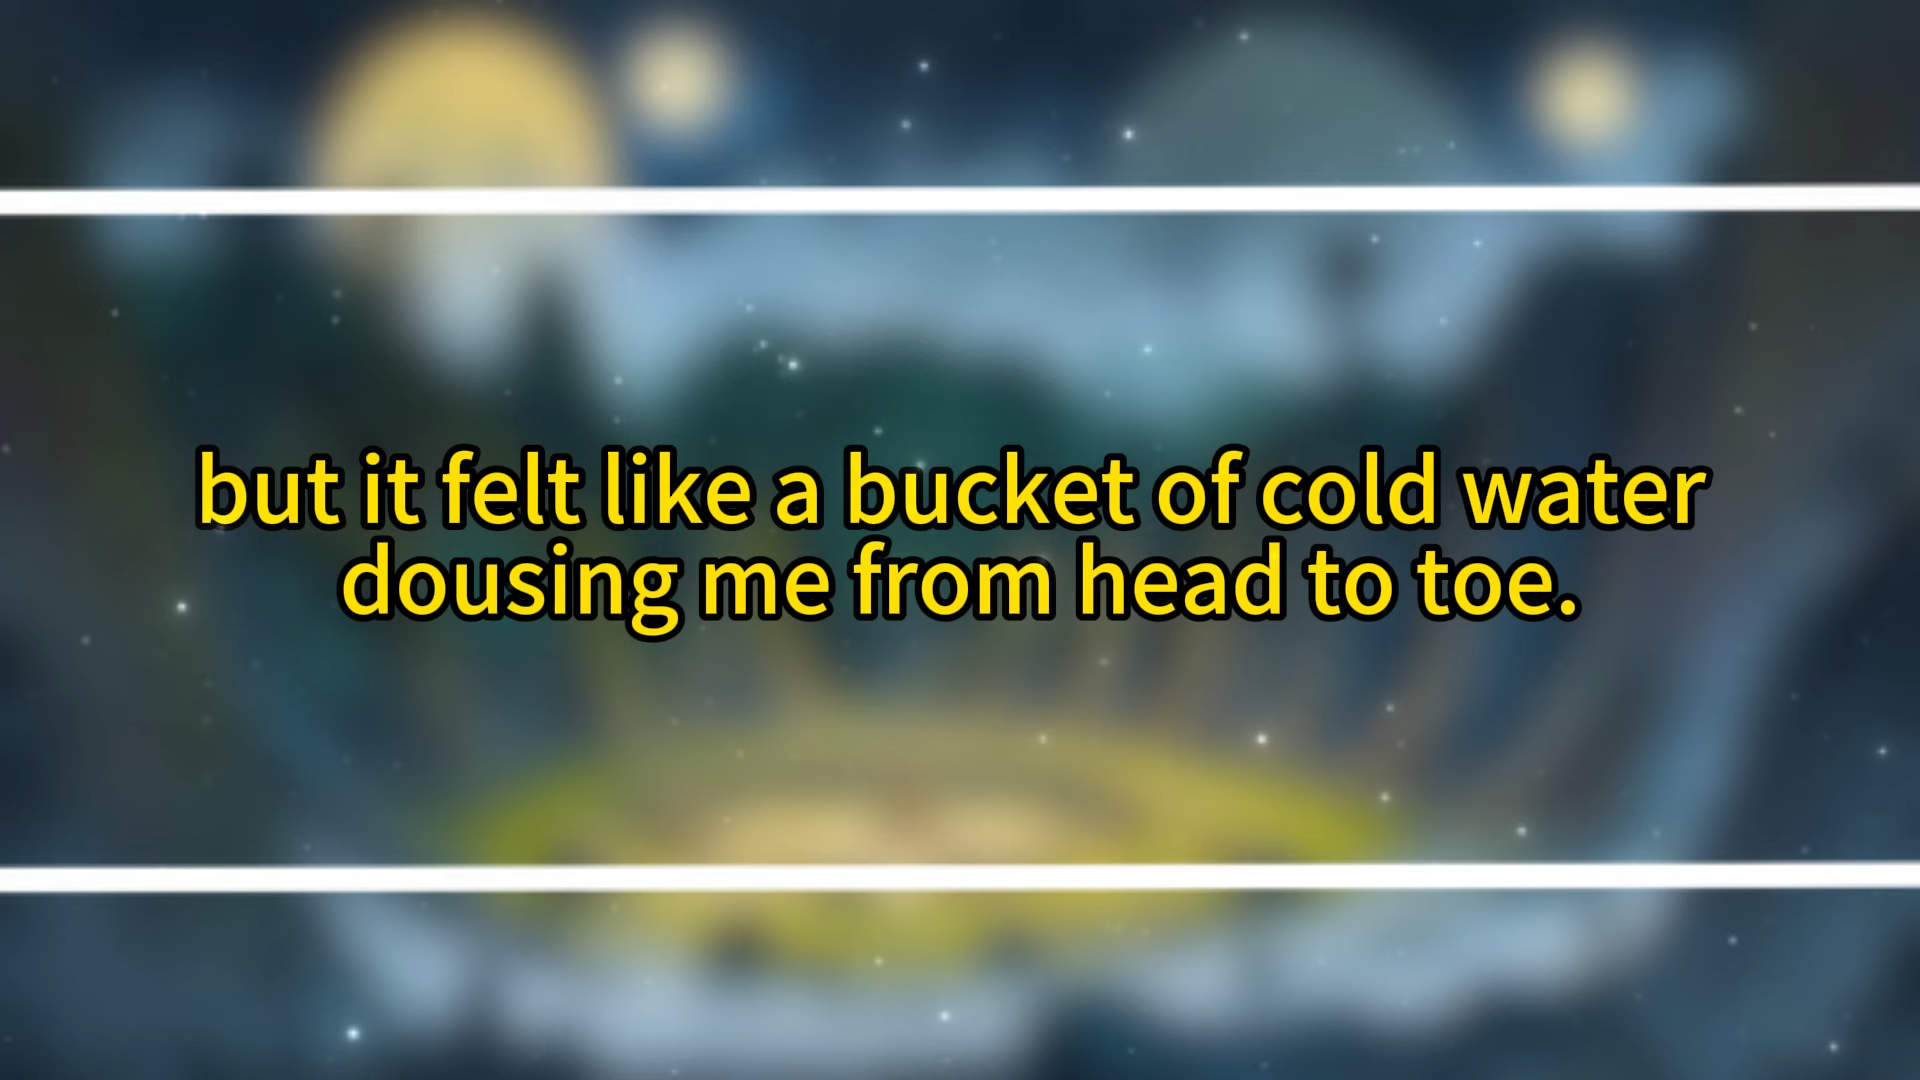 but it felt like a bucket of cold water
dousing me from head to toe.